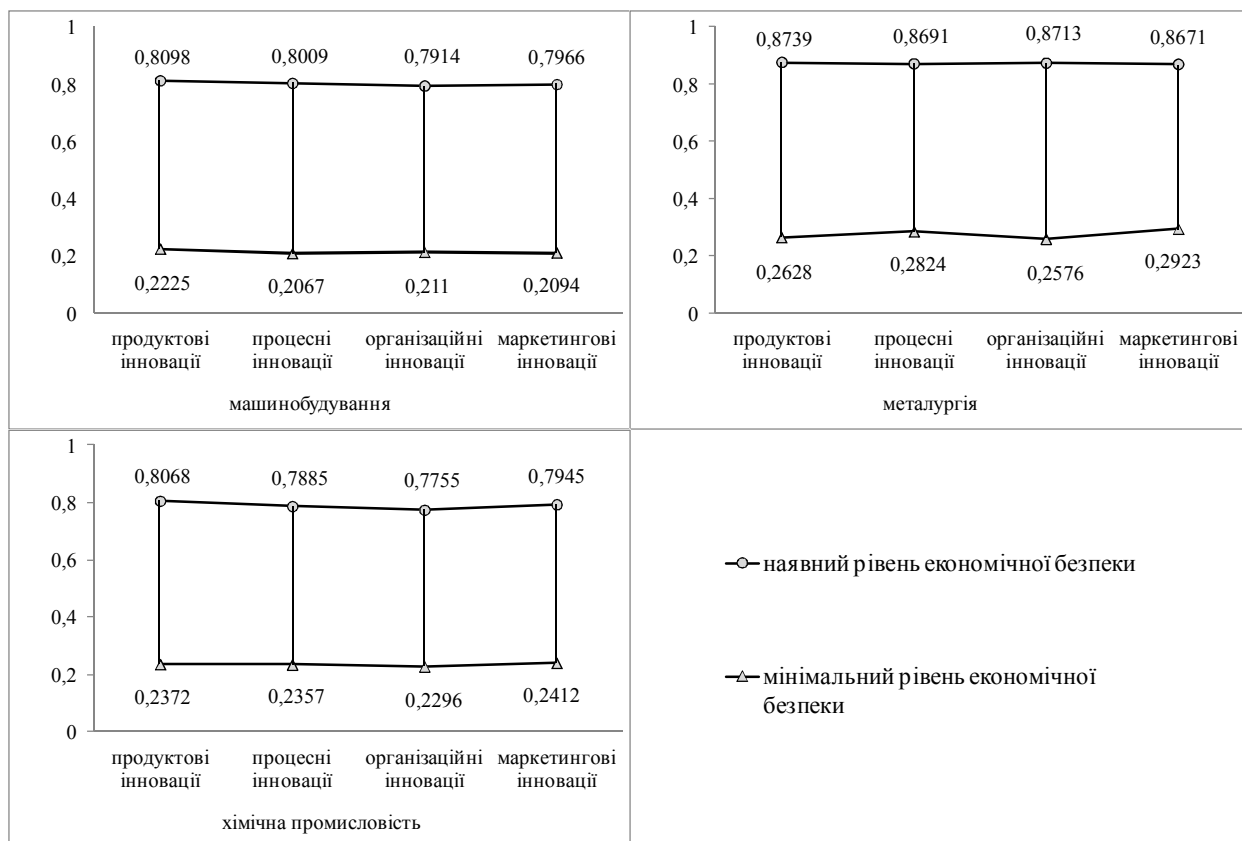 1
0,8098
0,8009
0,7914
0,7966
0,8
0,6
0,4
0,2
0,2225
0,2067
0,211
0,2094
0
продуктові
інновації
процесні
інновації
організаційні
інновації
маркетингові
інновації
машинобудування
1
0,8739
0,8691
0,8713
0,8671
0,8
0,6
0,4
0,2
0,2628
0,2824
0,2576
0,2923
0
продуктові
інновації
процесні
інновації
організаційні
інновації
маркетингові
інновації
металургія
1
0,8068
0,7885
0,7755
0,7945
0,8
0,6
0,4
0,2
0,2372
0,2357
0,2296
0,2412
0
продуктові
інновації
процесні
інновації
організаційні
інновації
маркетингові
інновації
хімічна промисловість
наявний рівень економічної безпеки
мінімальний рівень економічної
безпеки